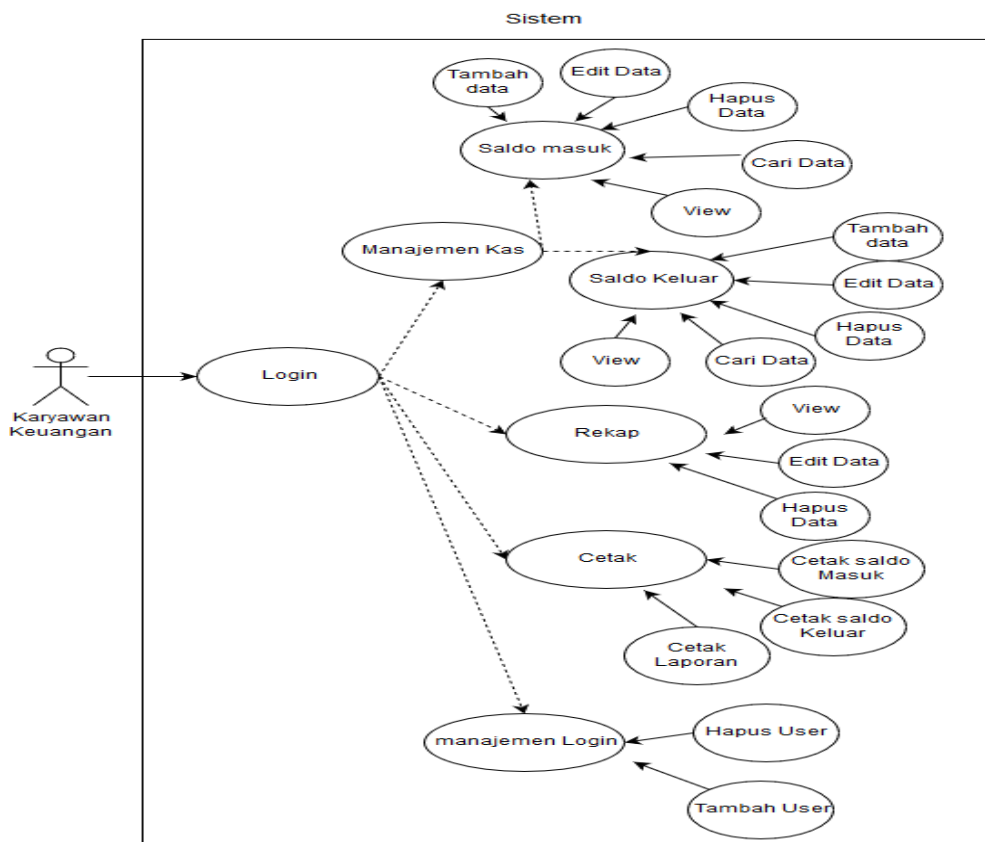 Sistem
Tambah
data
Edit Data
Hapus
Data
Saldo masuk
Cari Data
View
Manajemen Kas
Tambah
data
Saldo Keluar
Edit Data
Hapus
Data
View
Cari Data
Login
Karyawan
Keuangan
View
Rekap
Edit Data
Hapus
Data
Cetak
Cetak saldo
Masuk
Cetak saldo
Keluar
Cetak
Laporan
manajemen Login
Hapus User
Tambah User